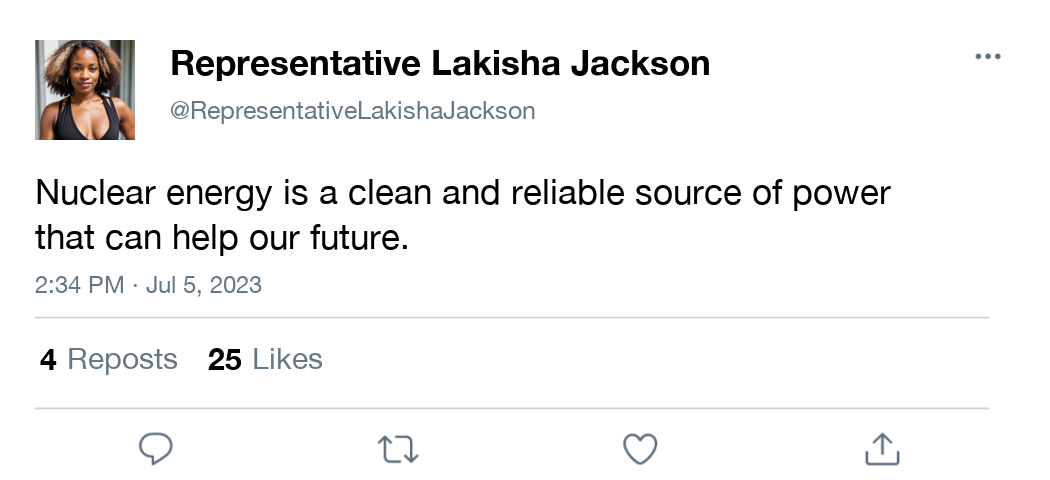 Representative Lakisha Jackson
@RepresentativeLakishaJackson
Nuclear energy is a clean and reliable source of power
that can help our future.
2:34 PM · Jul 5, 2023
4 Reposts 25 Likes